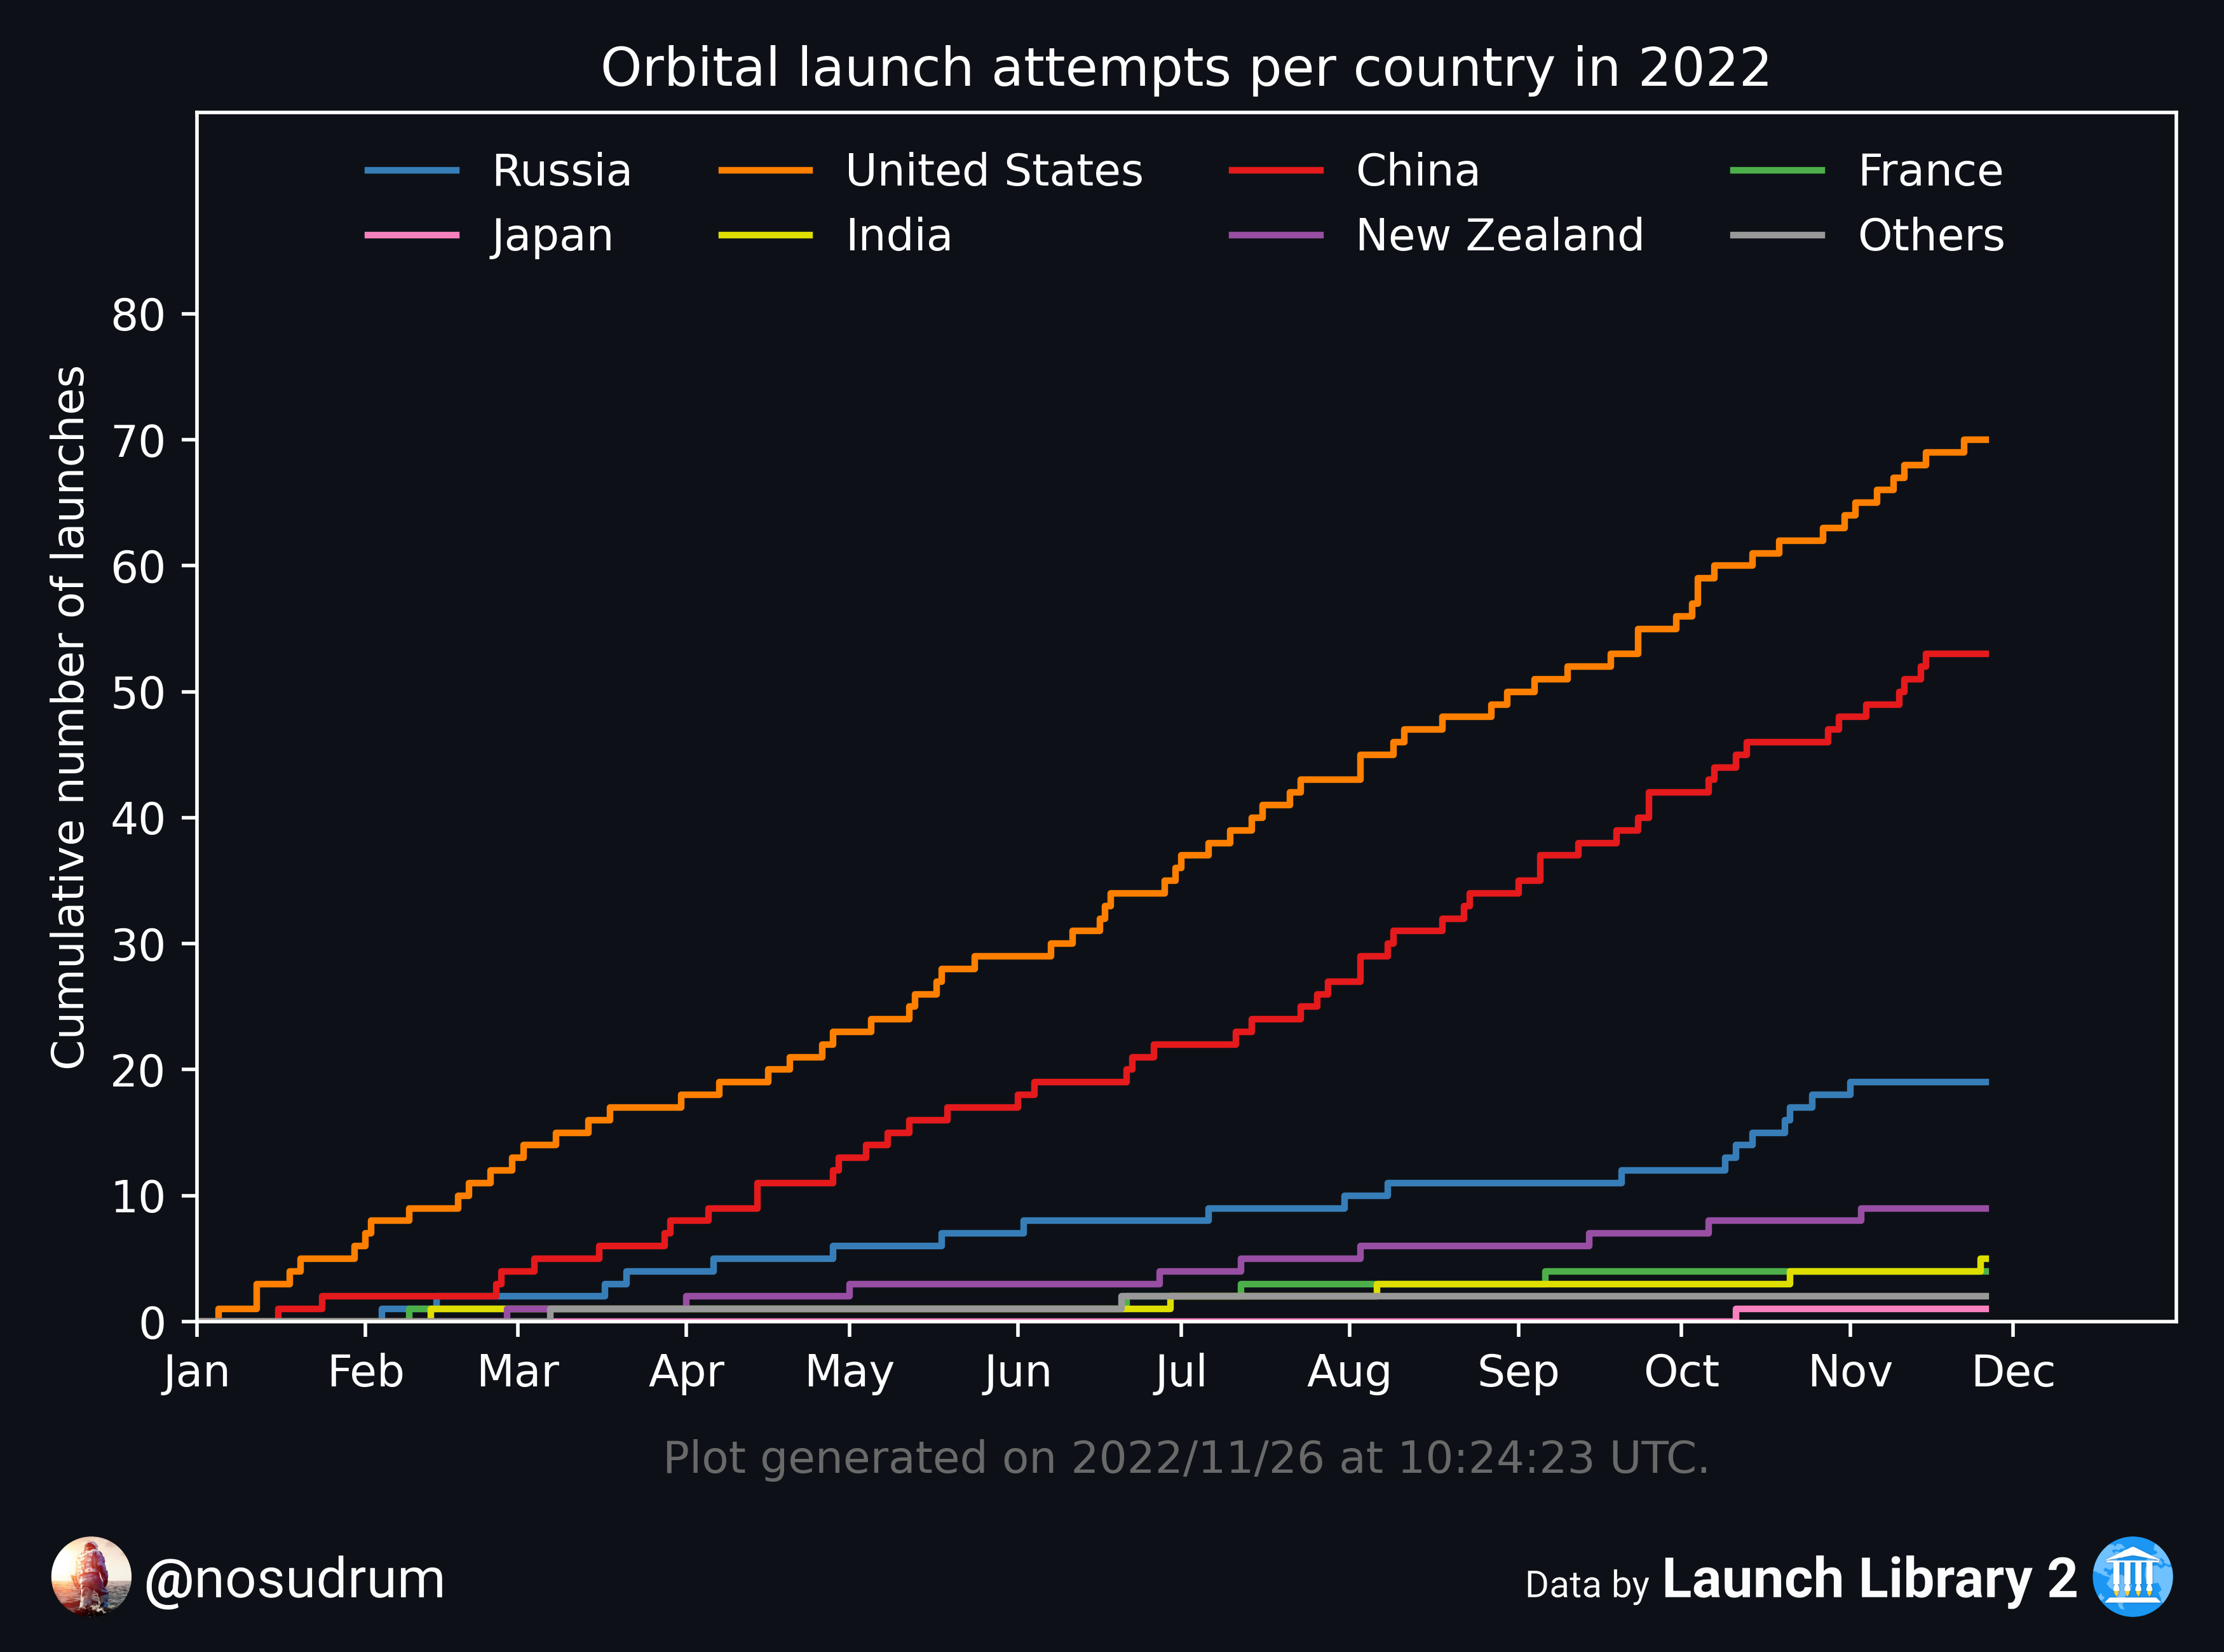 Orbital launch attempts per country in 2022
Russia United States China France
Japan India New Zealand Others
Cumulative number of launches
80
70
60
50
40
30
20
10
0
Jan Feb Mar Apr May Jun Jul Aug Sep Oct Nov Dec
Plot generated on 2022/11/26 at 10:24:23 UTC.
@nosudrum
Data by Launch Library 2